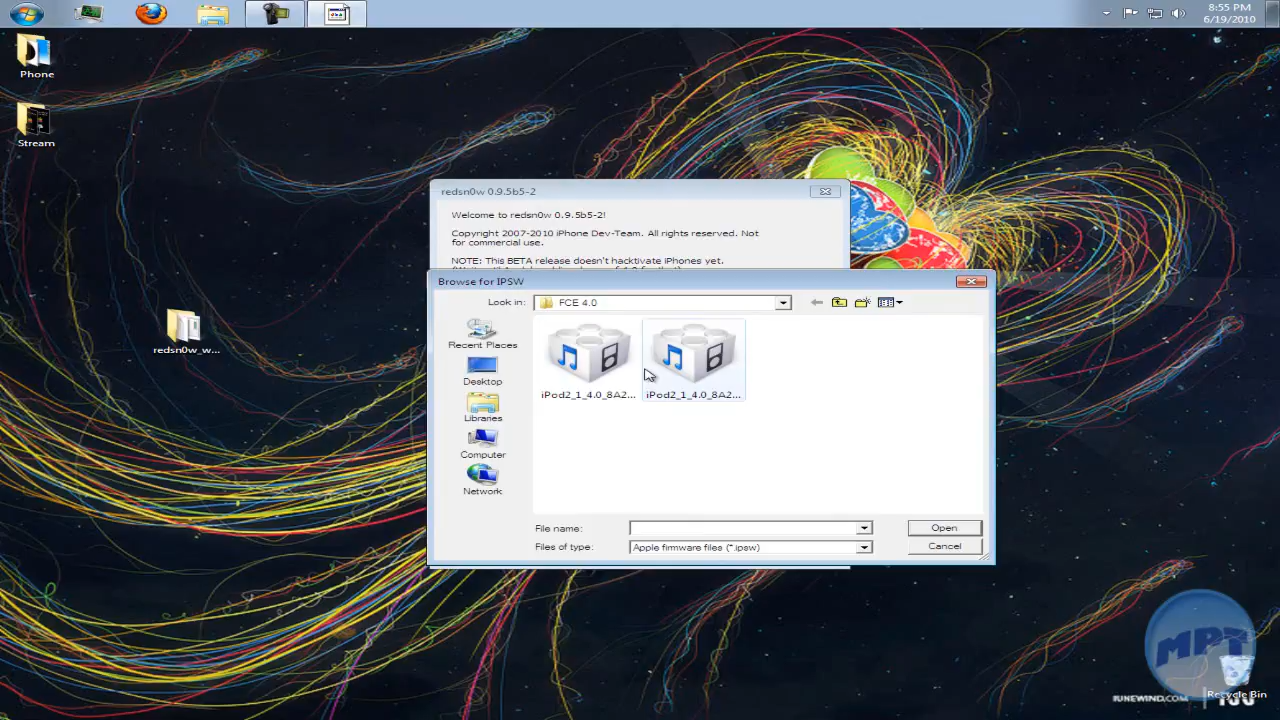 8:55 PM
6/19/2010
Phone
Stream
redsn0w_w...
redsn0w 0.9.5b5-2
Welcome to redsn0w 0.9.5b5-2!
Copyright 2007-2010 iPhone Dev-Team. All rights reserved. Not
for commercial use.
NOTE: This BETA release doesn't hacktivate iPhones yet.
Browse for IPSW
Look in:
FCE 4.0
Recent Places
Desktop
Libraries
Computer
Network
iPod2_1_4.0_8A2...
iPod2_1_4.0_8A2...
File name:
Open
Files of type:
Apple firmware files (*.ipsw)
Cancel
MPT
Recycle Bin